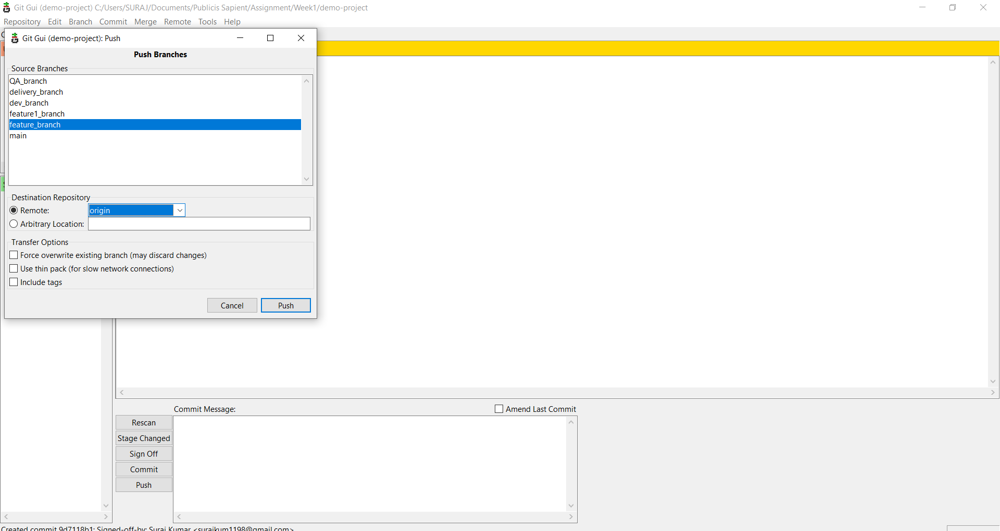 Git Gui (demo-project) C:/Users/SURAJ/Documents/Publicis Sapient/Assignment/Week1/demo-project
Repository Edit Branch Commit Merge Remote Tools Help
Git Gui (demo-project): Push
Push Branches
Source Branches
QA_branch
delivery_branch
dev_branch
feature1_branch
feature_branch
main
Destination Repository
Remote: origin
Arbitrary Location:
Transfer Options
Force overwrite existing branch (may discard changes)
Use thin pack (for slow network connections)
Include tags
Cancel Push
Commit Message: Amend Last Commit
Rescan
Stage Changed
Sign Off
Commit
Push
Created commit 9d7118b1: Signed-off-by: Suraj Kumar <surajkum1198@gmail.com>